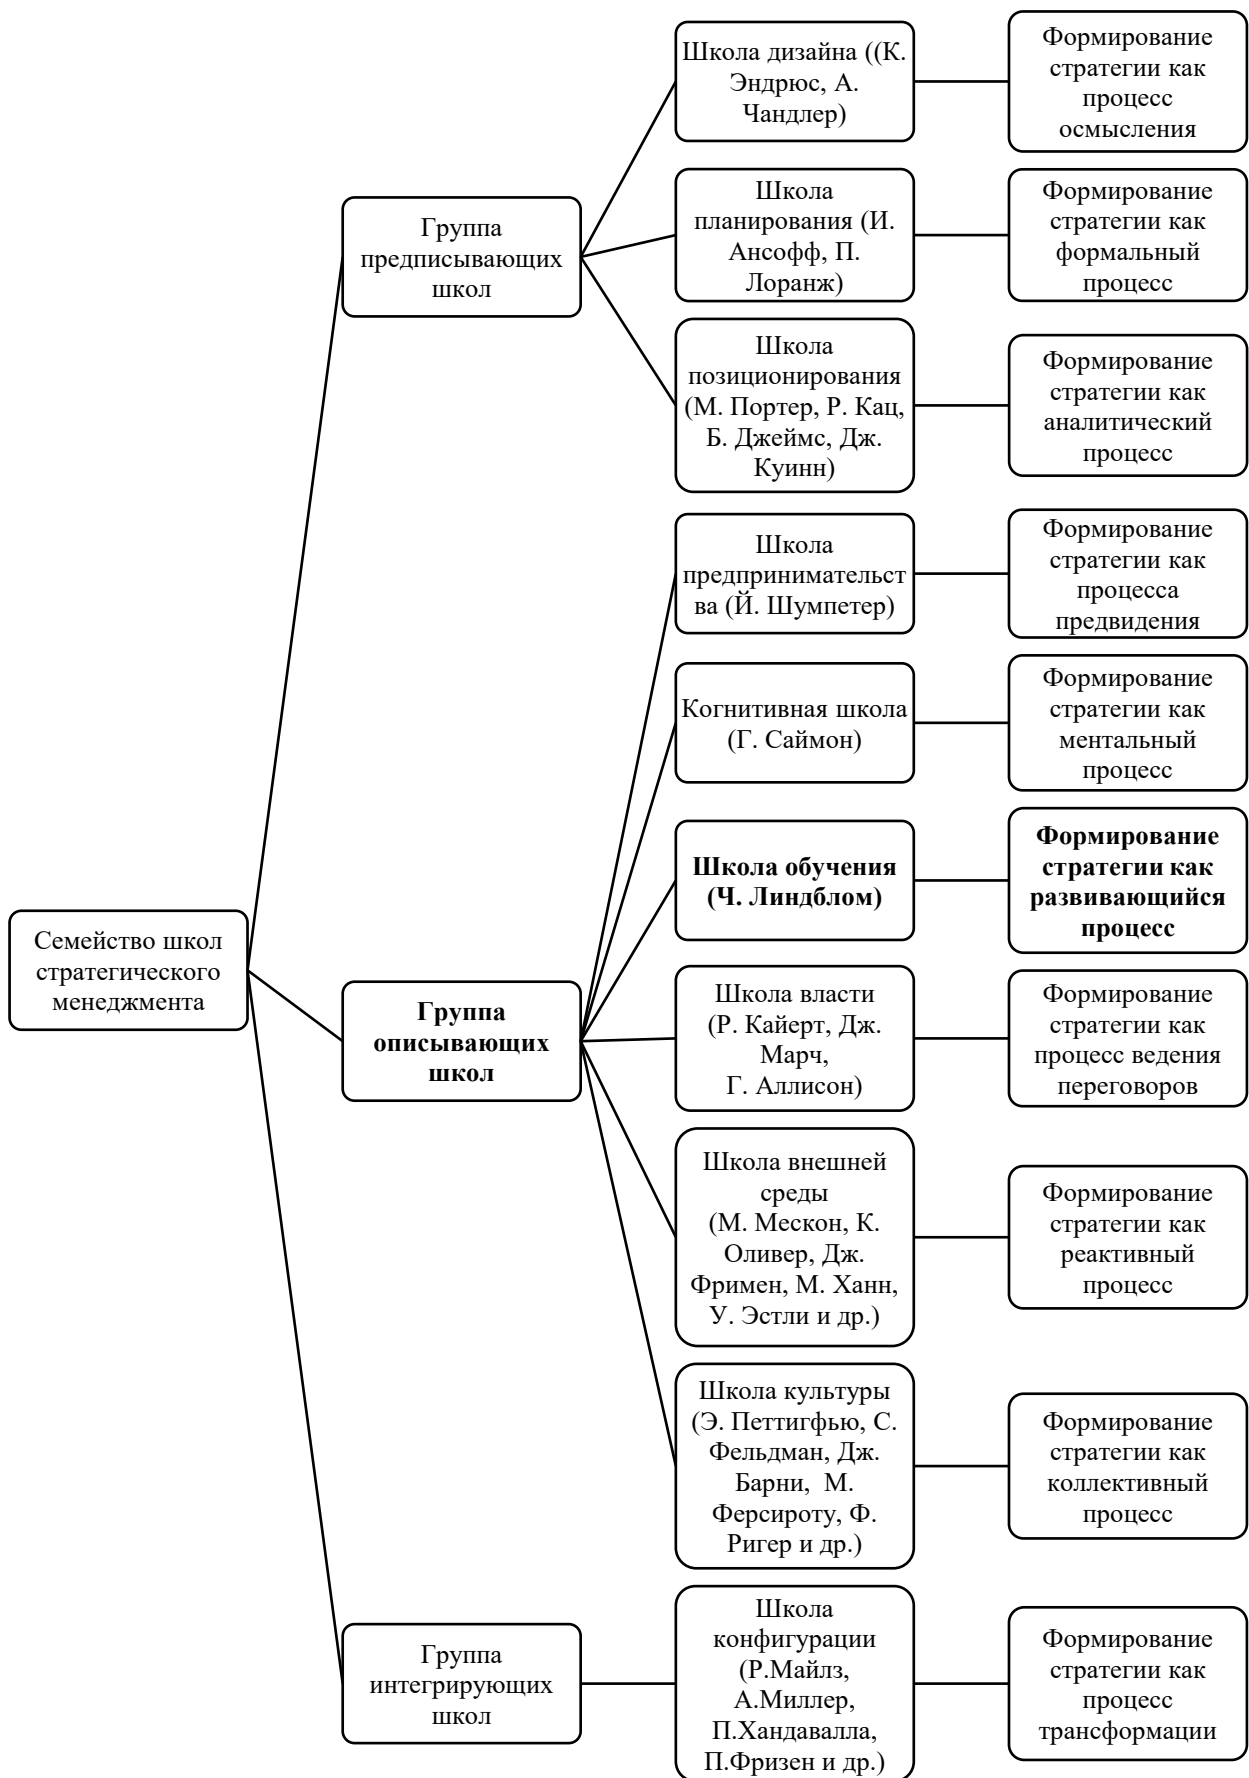 Семейство школ
стратегического
менеджмента
Группа
предписывающих
школ
Школа дизайна ((К.
Эндрюс, А.
Чандлер)
Формирование
стратегии как
процесс
осмысления
Школа
планирования (И.
Ансофф, П.
Лоранж)
Формирование
стратегии как
формальный
процесс
Школа
позиционирования
(М. Портер, Р. Кац,
Б. Джеймс, Дж.
Куинн)
Формирование
стратегии как
аналитический
процесс
Группа
описывающих
школ
Школа
предпринимательст
ва (Й. Шумпетер)
Формирование
стратегии как
процесса
предвидения
Когнитивная школа
(Г. Саймон)
Формирование
стратегии как
ментальный
процесс
Школа обучения
(Ч. Линдблом)
Формирование
стратегии как
развивающийся
процесс
Школа власти
(Р. Кайерт, Дж.
Марч,
Г. Аллисон)
Формирование
стратегии как
процесс ведения
переговоров
Школа внешней
среды
(М. Мескон, К.
Оливер, Дж.
Фримен, М. Ханн,
У. Эстли и др.)
Формирование
стратегии как
реактивный
процесс
Школа культуры
(Э. Петтигфью, С.
Фельдман, Дж.
Барни,  М.
Ферсироту, Ф.
Ригер и др.)
Формирование
стратегии как
коллективный
процесс
Группа
интегрирующих
школ
Школа
конфигурации
(Р.Майлз,
А.Миллер,
П.Хандавалла,
П.Фризен и др.)
Формирование
стратегии как
процесс
трансформации